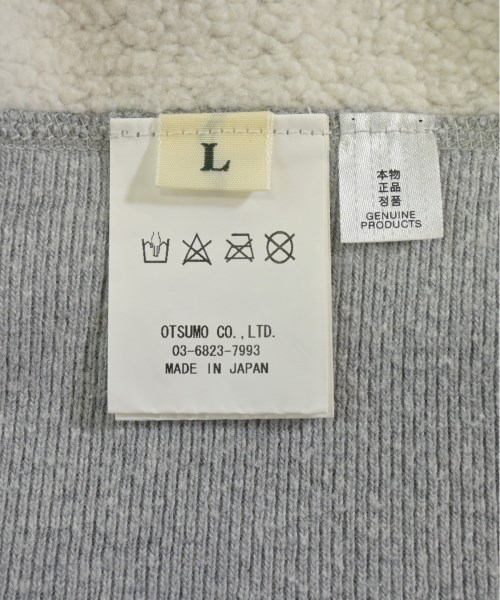 L
本物
正品
정품
GENUINE
PRODUCTS
OTSUMO CO.,LTD.
03-6823-7993
MADE IN JAPAN